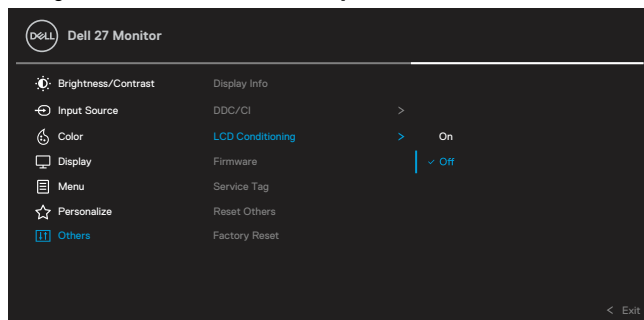 DELL Dell 27 Monitor
Brightness/Contrast Display Info
Input Source DDC/CI >
Color LCD Conditioning > On
Display Firmware ✓ Off
Menu Service Tag
Personalize Reset Others
Others Factory Reset
< Exit